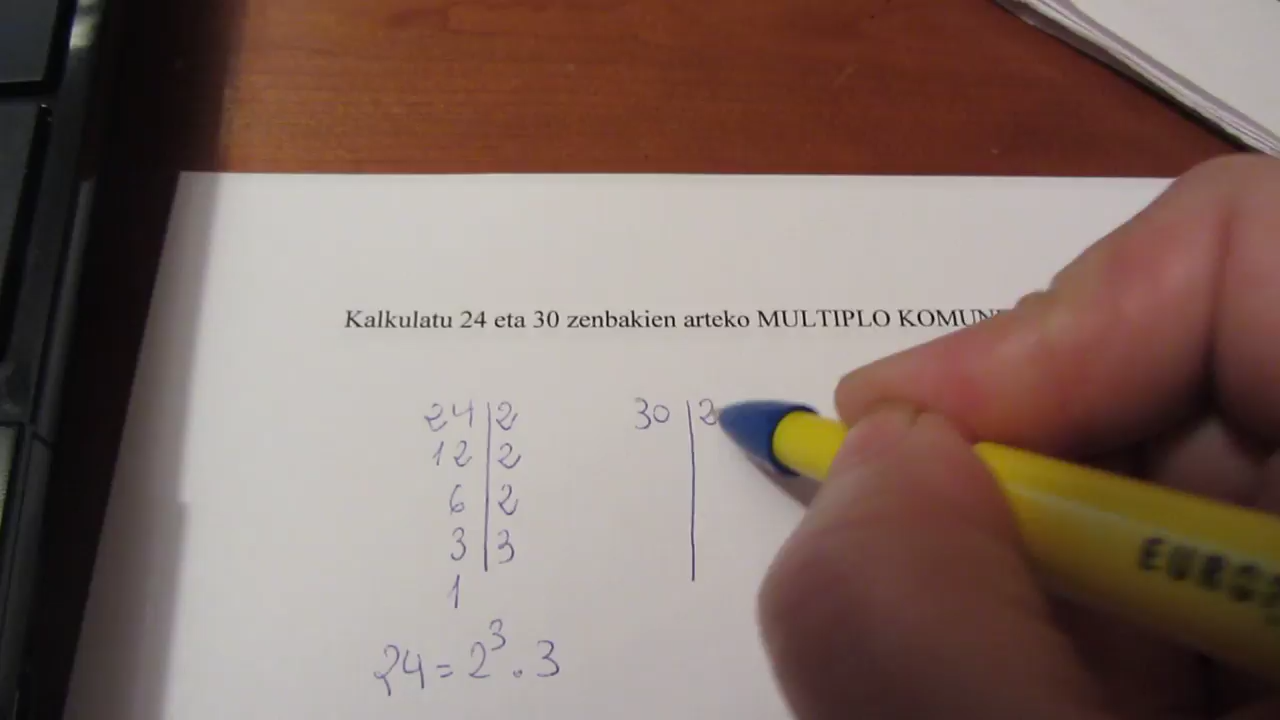 Kalkulatu 24 eta 30 zenbakien arteko MULTIPLO
24 | 2
12 | 2
6 | 2
3 | 3
1
24 = 2³ . 3
30 | 2